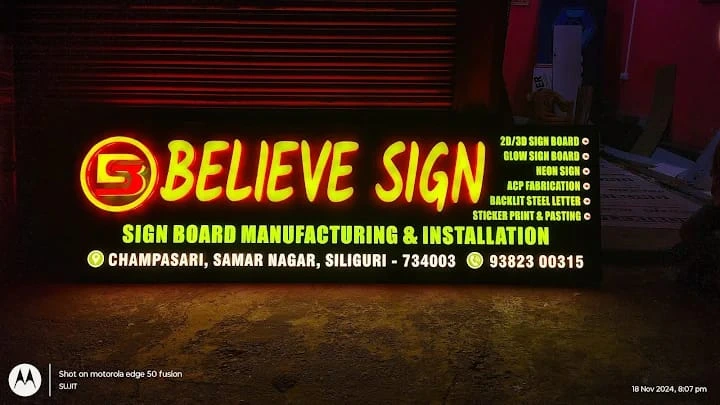 BELIEVE SIGN
2D/3D SIGN BOARD
GLOW SIGN BOARD
NEON SIGN
ACP FABRICATION
BACKLIT STEEL LETTER
STICKER PRINT & PASTING
SIGN BOARD MANUFACTURING & INSTALLATION
CHAMPASARI, SAMAR NAGAR, SILIGURI - 734003 93823 00315
Shot on motorola edge 50 fusion
SUJIT
18 Nov 2024, 8:07 pm